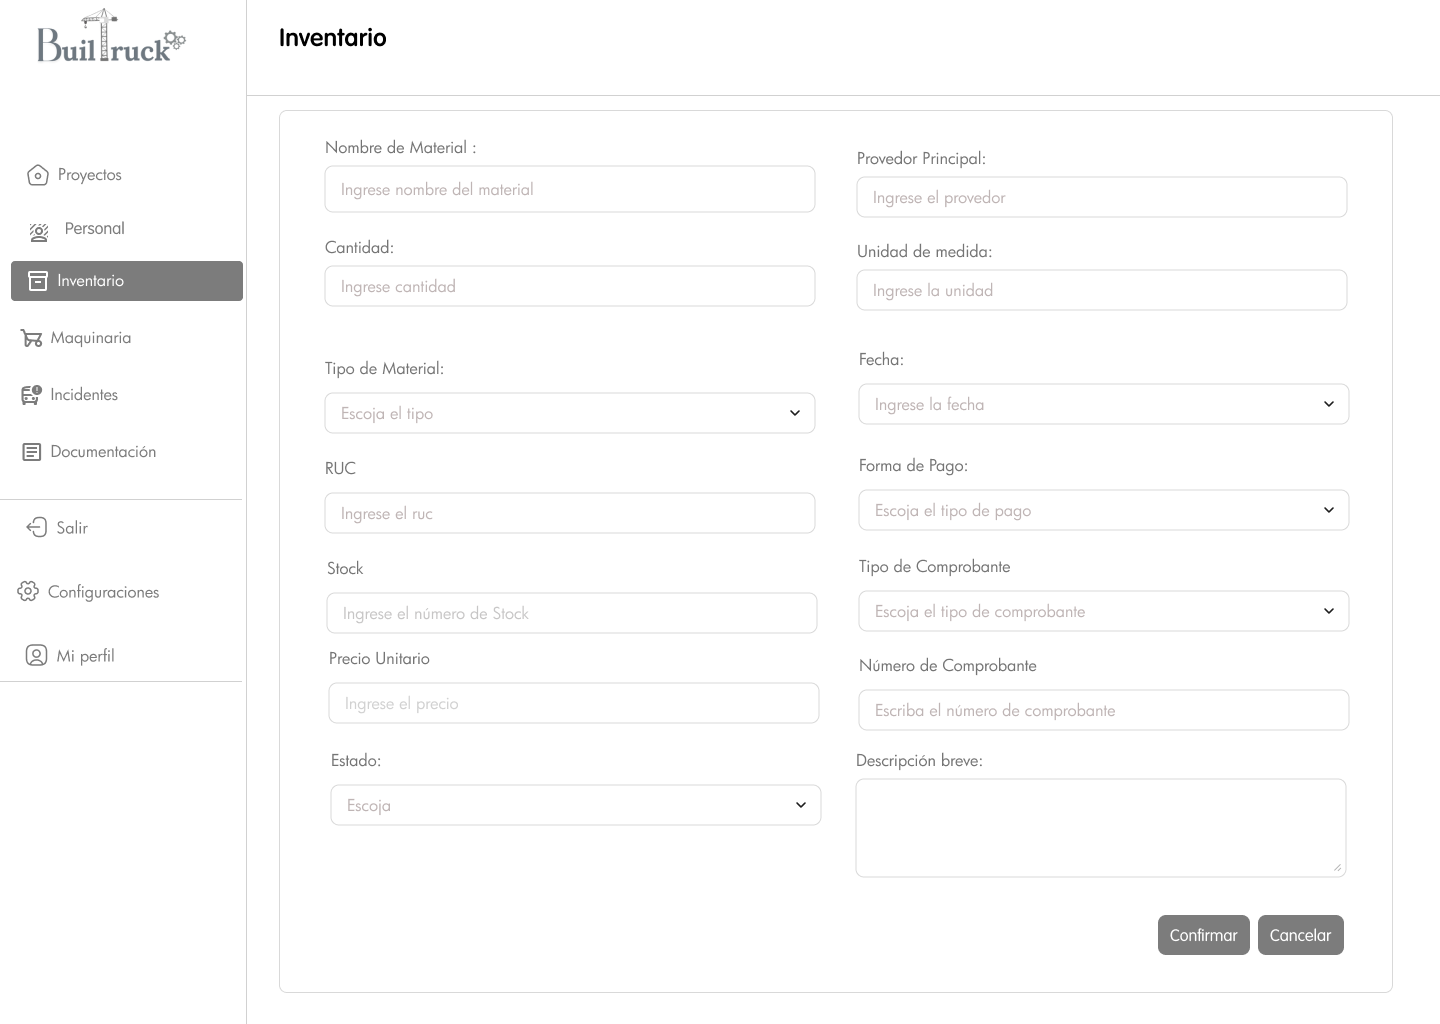 BuilTruck
Inventario
Proyectos
Personal
Inventario
Maquinaria
Incidentes
Documentación
Salir
Configuraciones
Mi perfil
Nombre de Material :
Ingrese nombre del material
Cantidad:
Ingrese cantidad
Tipo de Material:
Escoja el tipo
RUC
Ingrese el ruc
Stock
Ingrese el número de Stock
Precio Unitario
Ingrese el precio
Estado:
Escoja
Provedor Principal:
Ingrese el provedor
Unidad de medida:
Ingrese la unidad
Fecha:
Ingrese la fecha
Forma de Pago:
Escoja el tipo de pago
Tipo de Comprobante
Escoja el tipo de comprobante
Número de Comprobante
Escriba el número de comprobante
Descripción breve:
Confirmar
Cancelar